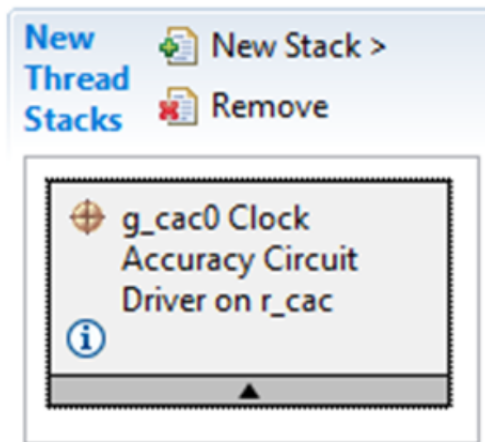 New
Thread
Stacks
New Stack >
Remove
g_cac0 Clock
Accuracy Circuit
Driver on r_cac
i